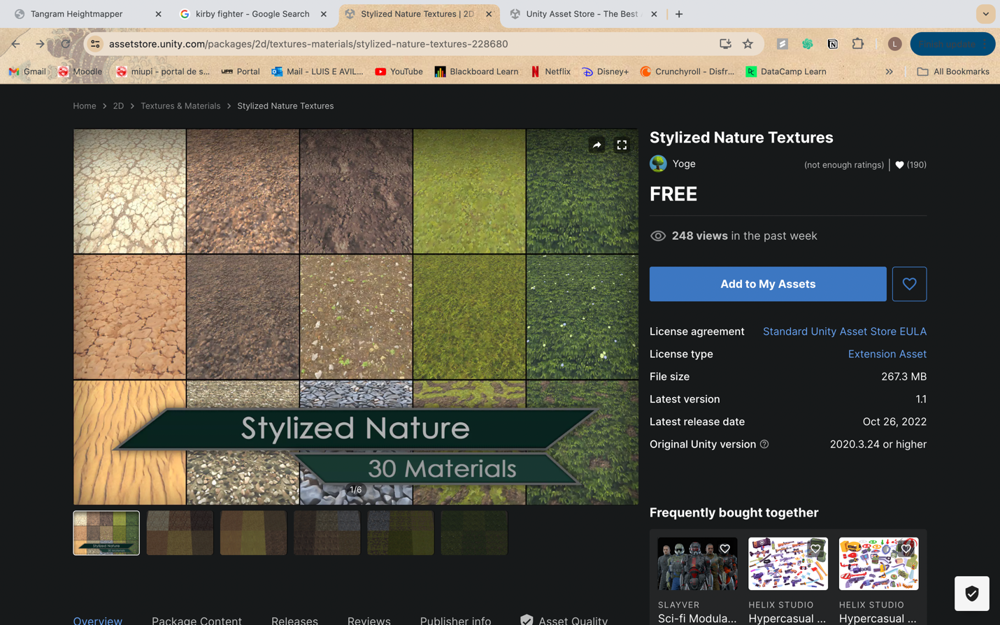 Tangram Heightmapper
kirby fighter - Google Search
Stylized Nature Textures | 2D
Unity Asset Store - The Best
assetstore.unity.com/packages/2d/textures-materials/stylized-nature-textures-228680
L
Finish update
Gmail
Moodle
miupi - portal de s...
UPR Portal
Mail - LUIS E AVIL...
YouTube
Blackboard Learn
Netflix
Disney+
Crunchyroll - Disfr...
DataCamp Learn
All Bookmarks
Home > 2D > Textures & Materials > Stylized Nature Textures
Stylized Nature
30 Materials
1/6
Stylized Nature
30 Materials
Stylized Nature Textures
Yoge
(not enough ratings) | (190)
FREE
248 views in the past week
Add to My Assets
License agreement Standard Unity Asset Store EULA
License type Extension Asset
File size 267.3 MB
Latest version 1.1
Latest release date Oct 26, 2022
Original Unity version 2020.3.24 or higher
Frequently bought together
SLAYVER
Sci-fi Modula...
HELIX STUDIO
Hypercasual ...
HELIX STUDIO
Hypercasual ...
Overview
Package Content
Releases
Reviews
Publisher info
Asset Quality